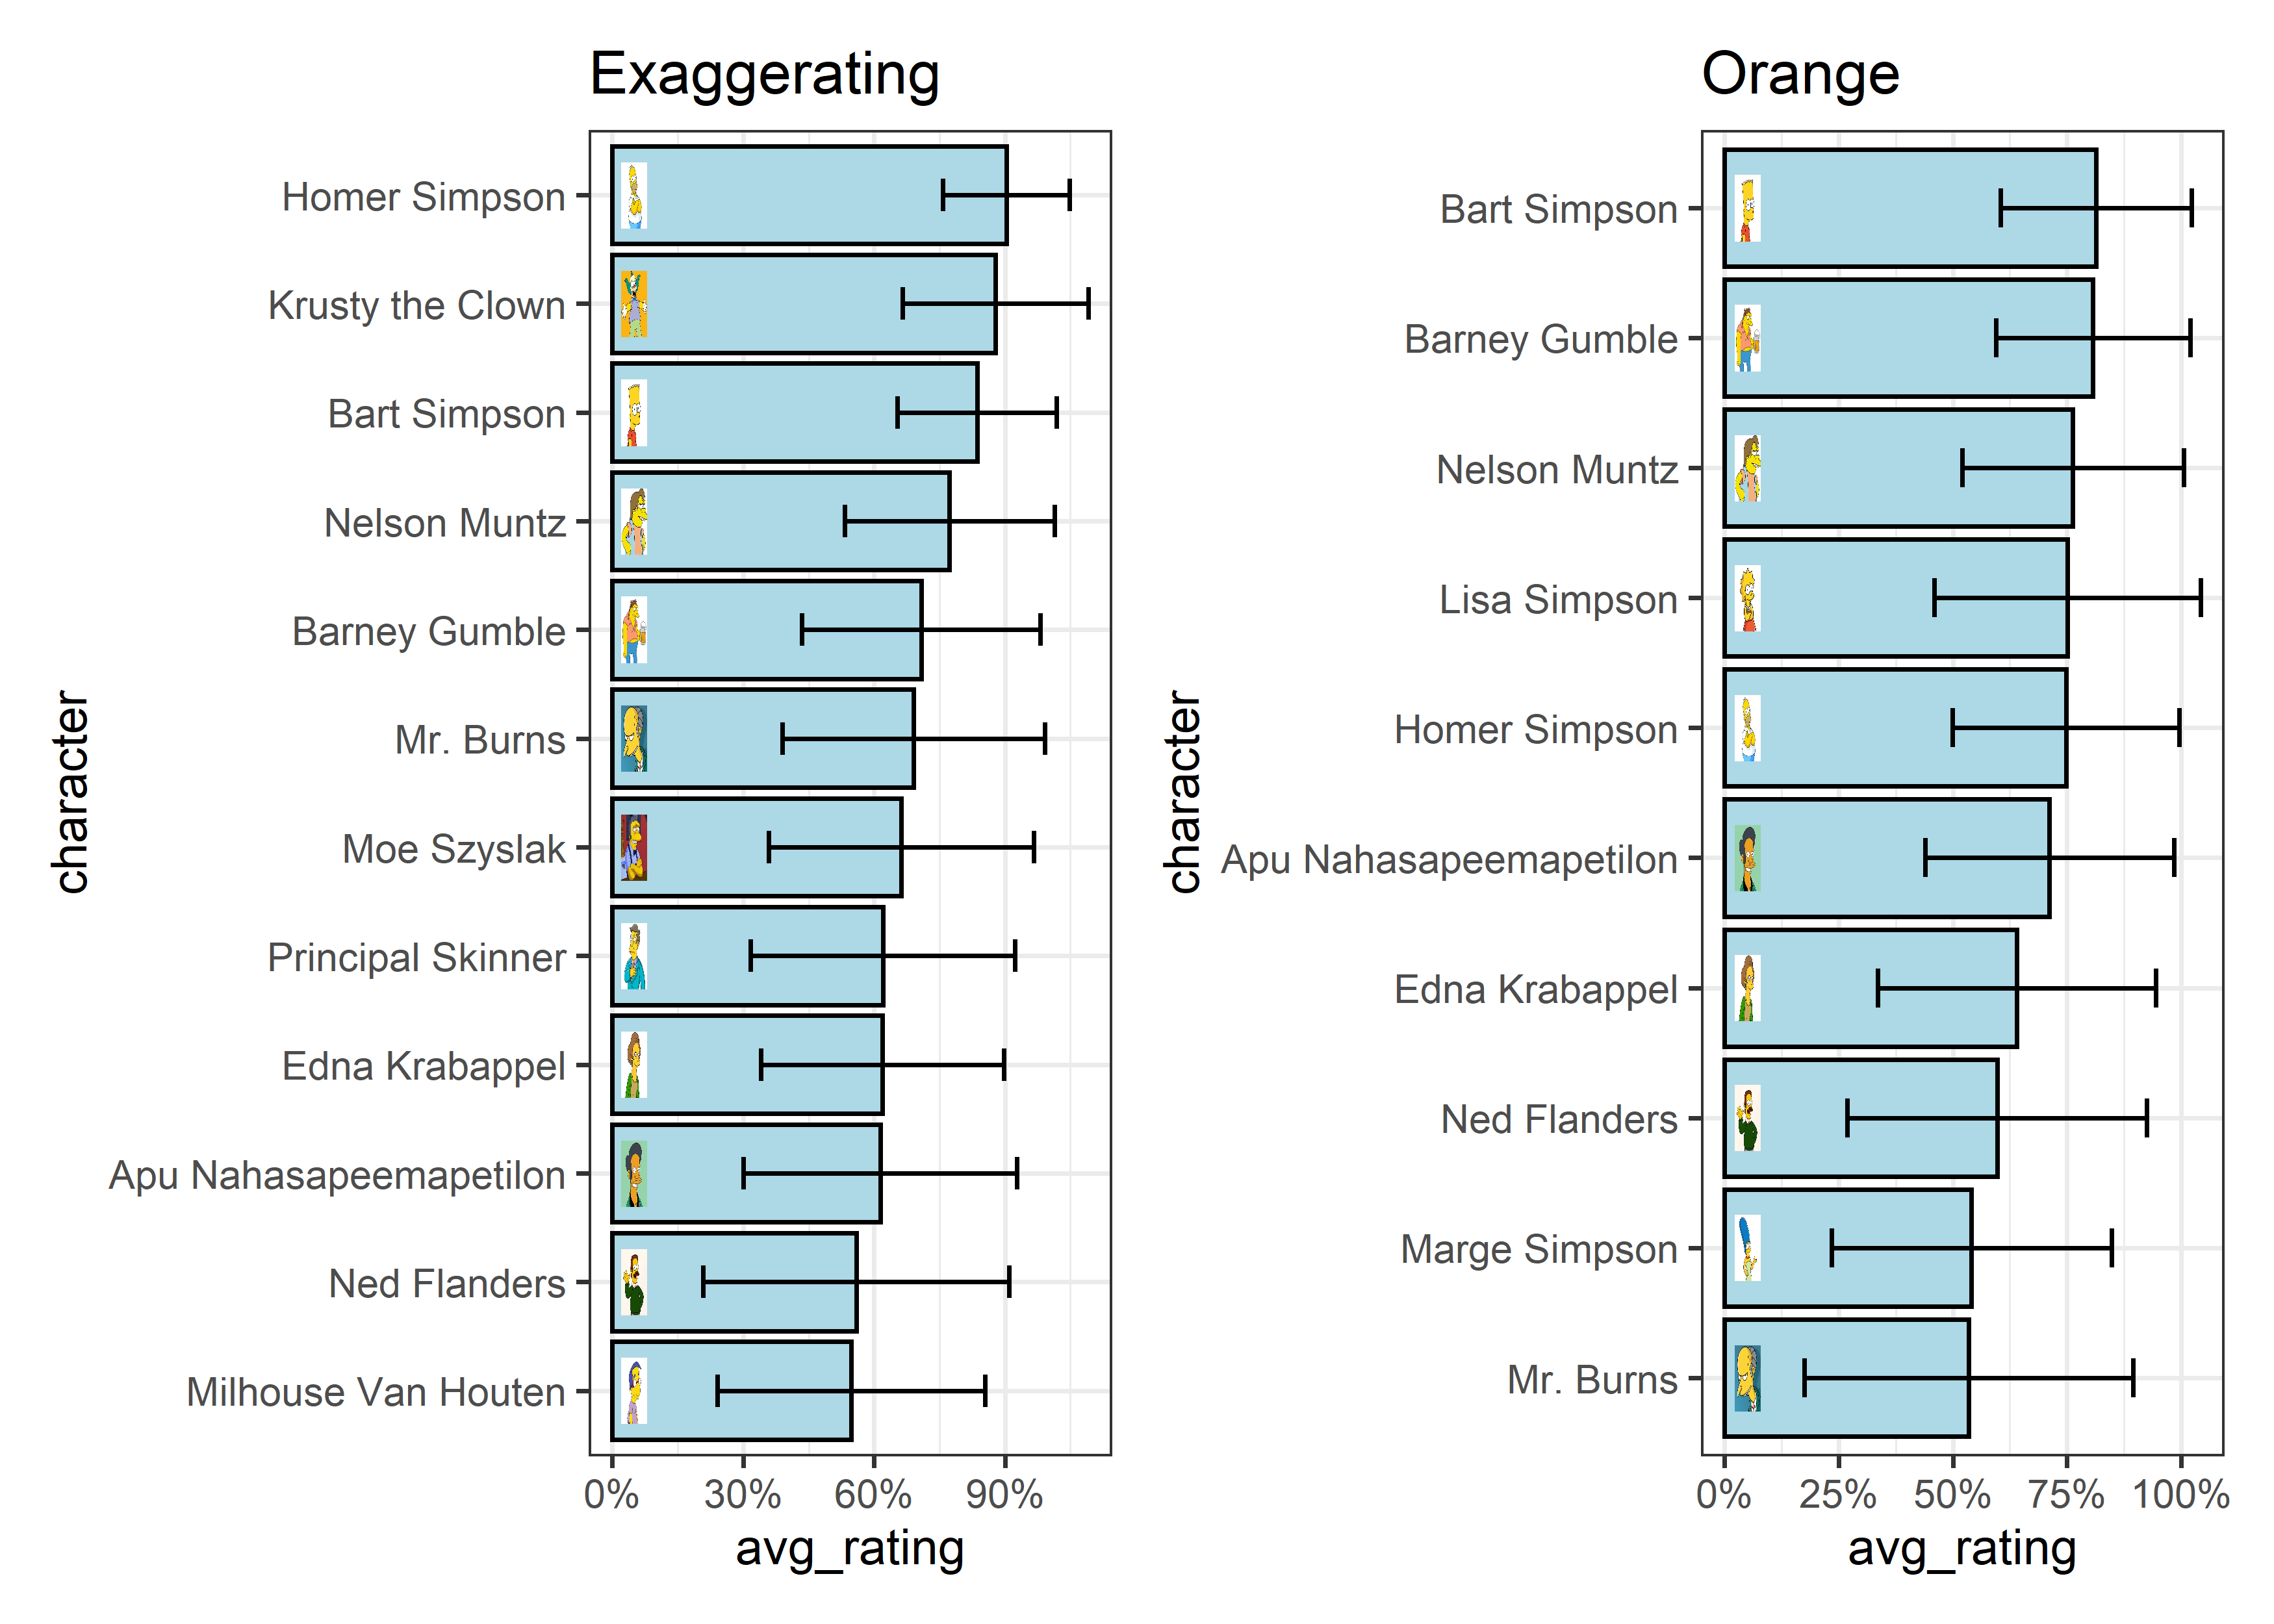 Exaggerating
character
Homer Simpson
Krusty the Clown
Bart Simpson
Nelson Muntz
Barney Gumble
Mr. Burns
Moe Szyslak
Principal Skinner
Edna Krabappel
Apu Nahasapeemapetilon
Ned Flanders
Milhouse Van Houten
0% 30% 60% 90%
avg_rating
Orange
character
Bart Simpson
Barney Gumble
Nelson Muntz
Lisa Simpson
Homer Simpson
Apu Nahasapeemapetilon
Edna Krabappel
Ned Flanders
Marge Simpson
Mr. Burns
0% 25% 50% 75% 100%
avg_rating